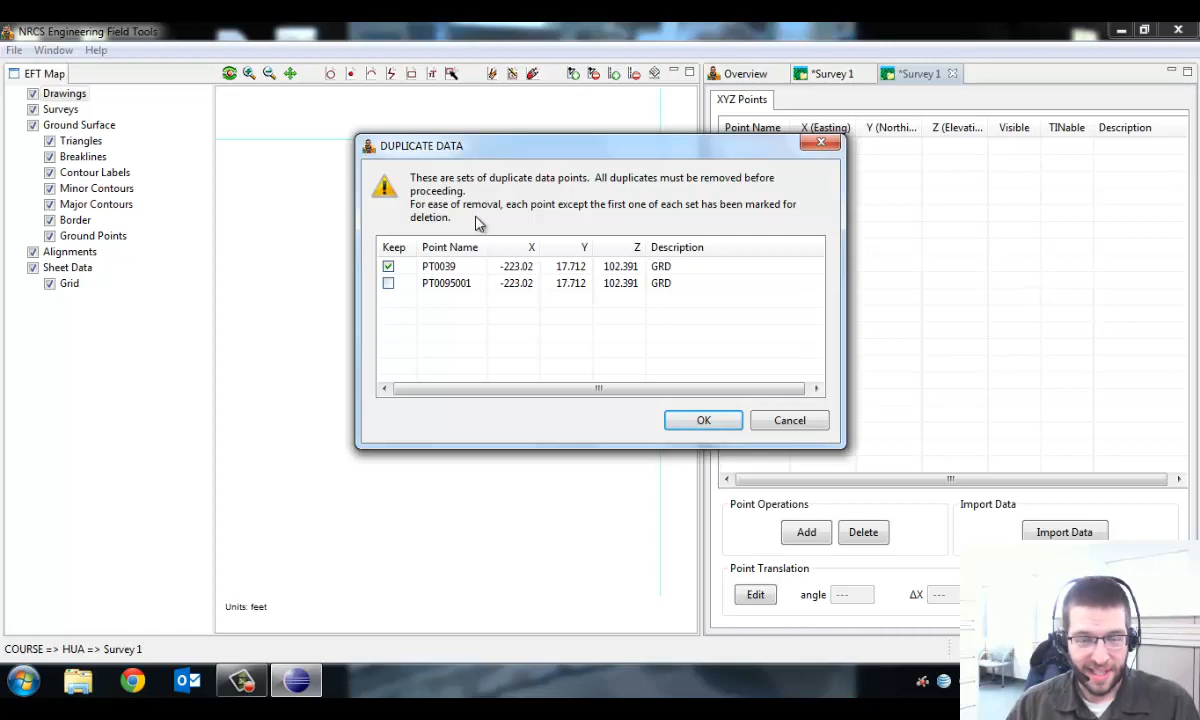 NRCS Engineering Field Tools
File Window Help
EFT Map
Overview
*Survey 1
*Survey 1
Drawings
Surveys
Ground Surface
Triangles
Breaklines
Contour Labels
Minor Contours
Major Contours
Border
Ground Points
Alignments
Sheet Data
Grid
XYZ Points
Point Name X (Easting) Y (Northi... Z (Elevati... Visible TINable Description
DUPLICATE DATA
These are sets of duplicate data points. All duplicates must be removed before
proceeding.
For ease of removal, each point except the first one of each set has been marked for
deletion.
Keep Point Name X Y Z Description
PT0039 -223.02 17.712 102.391 GRD
PT0095001 -223.02 17.712 102.391 GRD
OK Cancel
Point Operations
Add Delete
Import Data
Import Data
Point Translation
Edit angle --- ΔX ---
Units: feet
COURSE => HUA => Survey 1